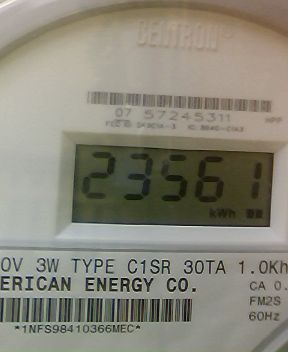 CENTRON®
07 57245311
23561
kWh
0V 3W TYPE C1SR 30TA 1.0Kh
ERICAN ENERGY CO.
CA 0.
FM2S
60Hz
*1NFS98410366MEC*